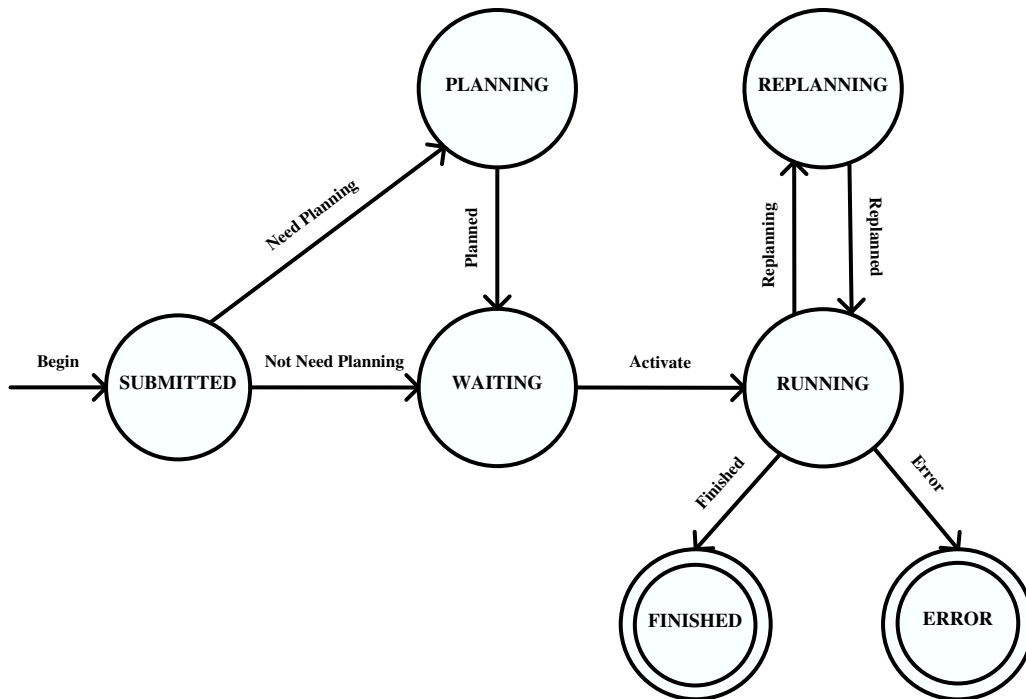 PLANNING
REPLANNING
Need Planning
Planned
Replanning
Replanned
Begin
SUBMITTED
Not Need Planning
WAITING
Activate
RUNNING
Finished
Error
FINISHED
ERROR